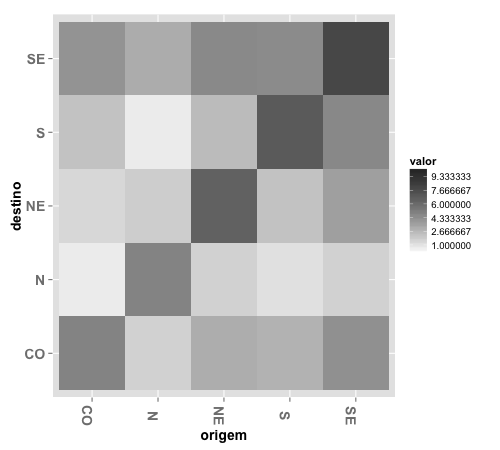 SE
S
NE
N
CO
destino
CO
N
NE
S
SE
origem
valor
9.333333
7.666667
6.000000
4.333333
2.666667
1.000000